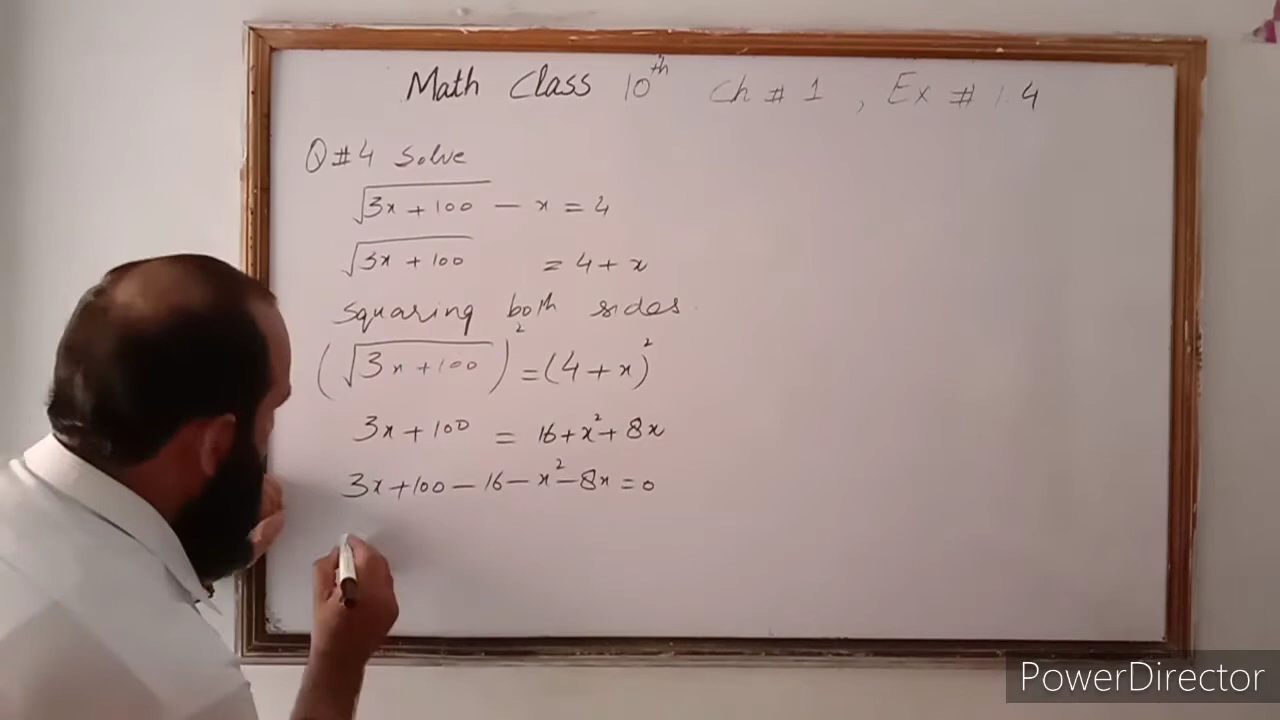 Math Class 10th Ch # 1 , Ex # 1.4
Q#4 Solve
√3x + 100 - x = 4
√3x + 100 = 4 + x
Squaring both sides.
(√3x + 100)² = (4 + x)²
3x + 100 = 16 + x² + 8x
3x + 100 - 16 - x² - 8x = 0
PowerDirector